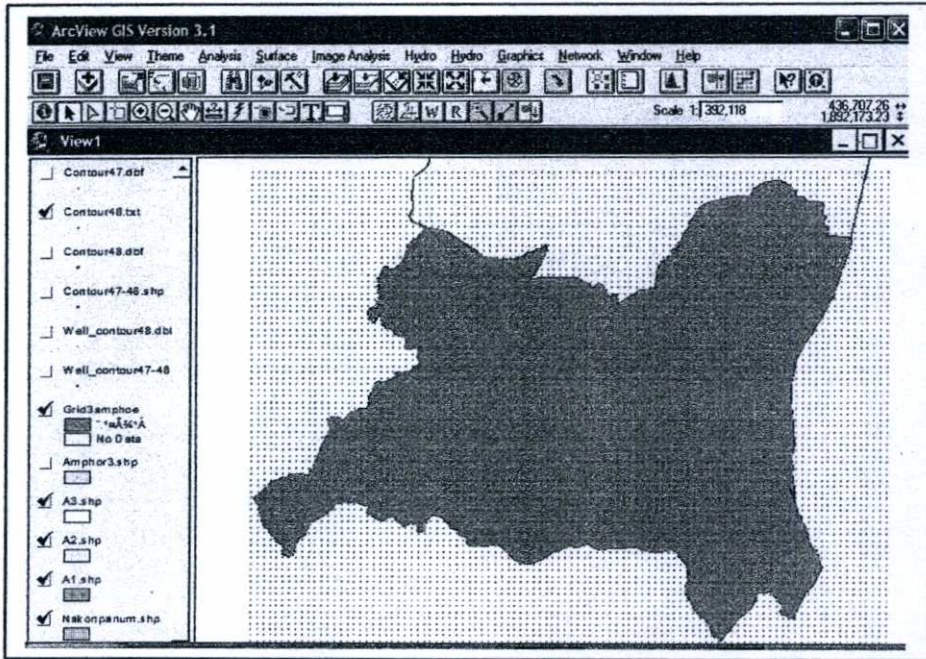 ArcView GIS Version 3.1
File Edit View Theme Analysis Surface Image Analysis Hydro Hydro Graphics Network Window Help
W R T
Scale 1: 392,118
436,707.26
1,892,173.23
View1
Contour47.dbf
Contour48.txt
Contour48.dbf
Contour47-48.shp
Well_contour48.dbf
Well_contour47-48
Grid3amphoe
No Data
Amphor3.shp
A3.shp
A2.shp
A1.shp
Nakonpanum.shp